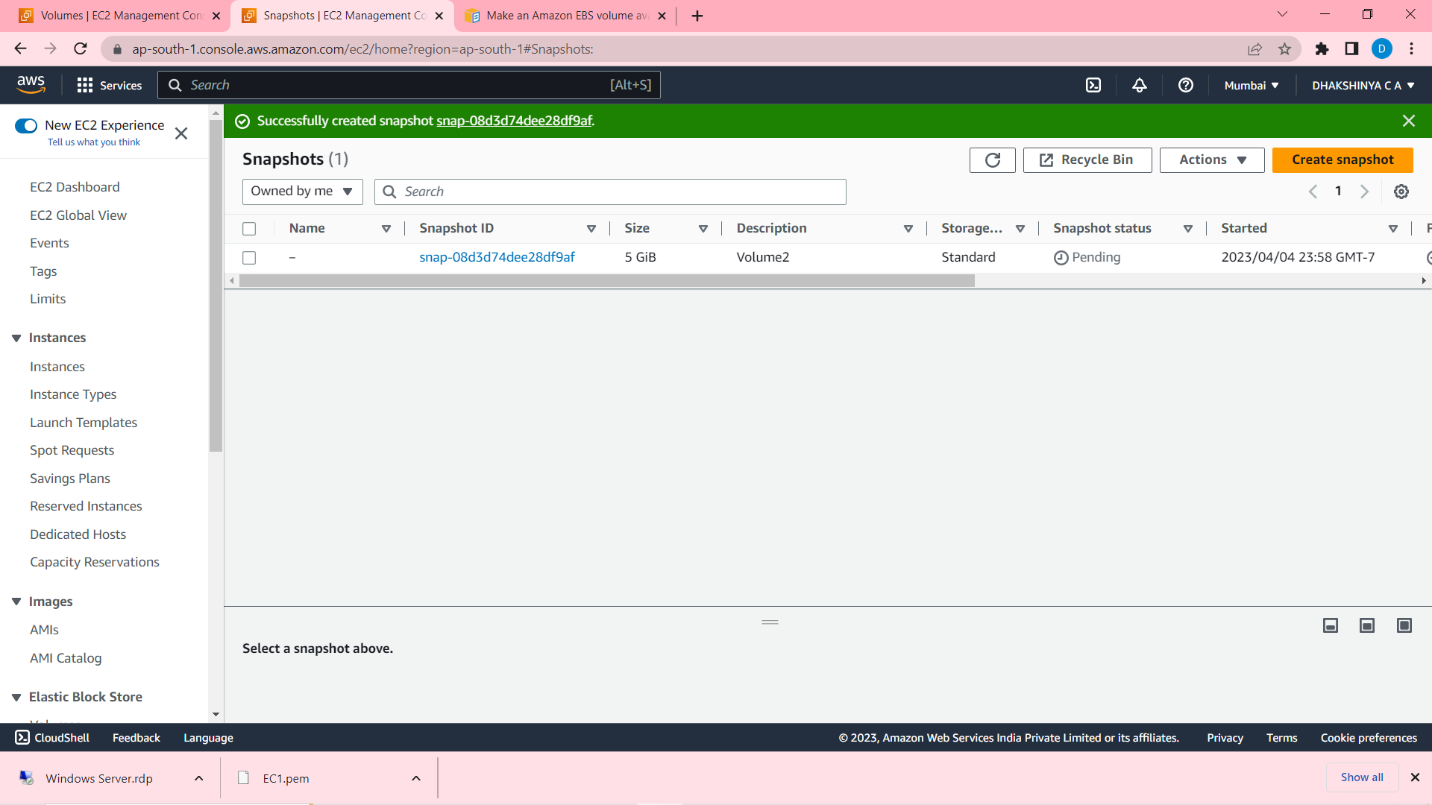 Volumes | EC2 Management Con
Snapshots | EC2 Management Co
Make an Amazon EBS volume av
ap-south-1.console.aws.amazon.com/ec2/home?region=ap-south-1#Snapshots:
D
aws
Services
Search
[Alt+S]
Mumbai
DHAKSHINYA C A
New EC2 Experience
Tell us what you think
Successfully created snapshot snap-08d3d74dee28df9af.
Snapshots (1)
Recycle Bin
Actions
Create snapshot
Owned by me
Search
1
Name
Snapshot ID
Size
Description
Storage...
Snapshot status
Started
–
snap-08d3d74dee28df9af
5 GiB
Volume2
Standard
Pending
2023/04/04 23:58 GMT-7
EC2 Dashboard
EC2 Global View
Events
Tags
Limits
Instances
Instances
Instance Types
Launch Templates
Spot Requests
Savings Plans
Reserved Instances
Dedicated Hosts
Capacity Reservations
Images
AMIs
AMI Catalog
Elastic Block Store
Select a snapshot above.
CloudShell
Feedback
Language
© 2023, Amazon Web Services India Private Limited or its affiliates.
Privacy
Terms
Cookie preferences
Windows Server.rdp
EC1.pem
Show all